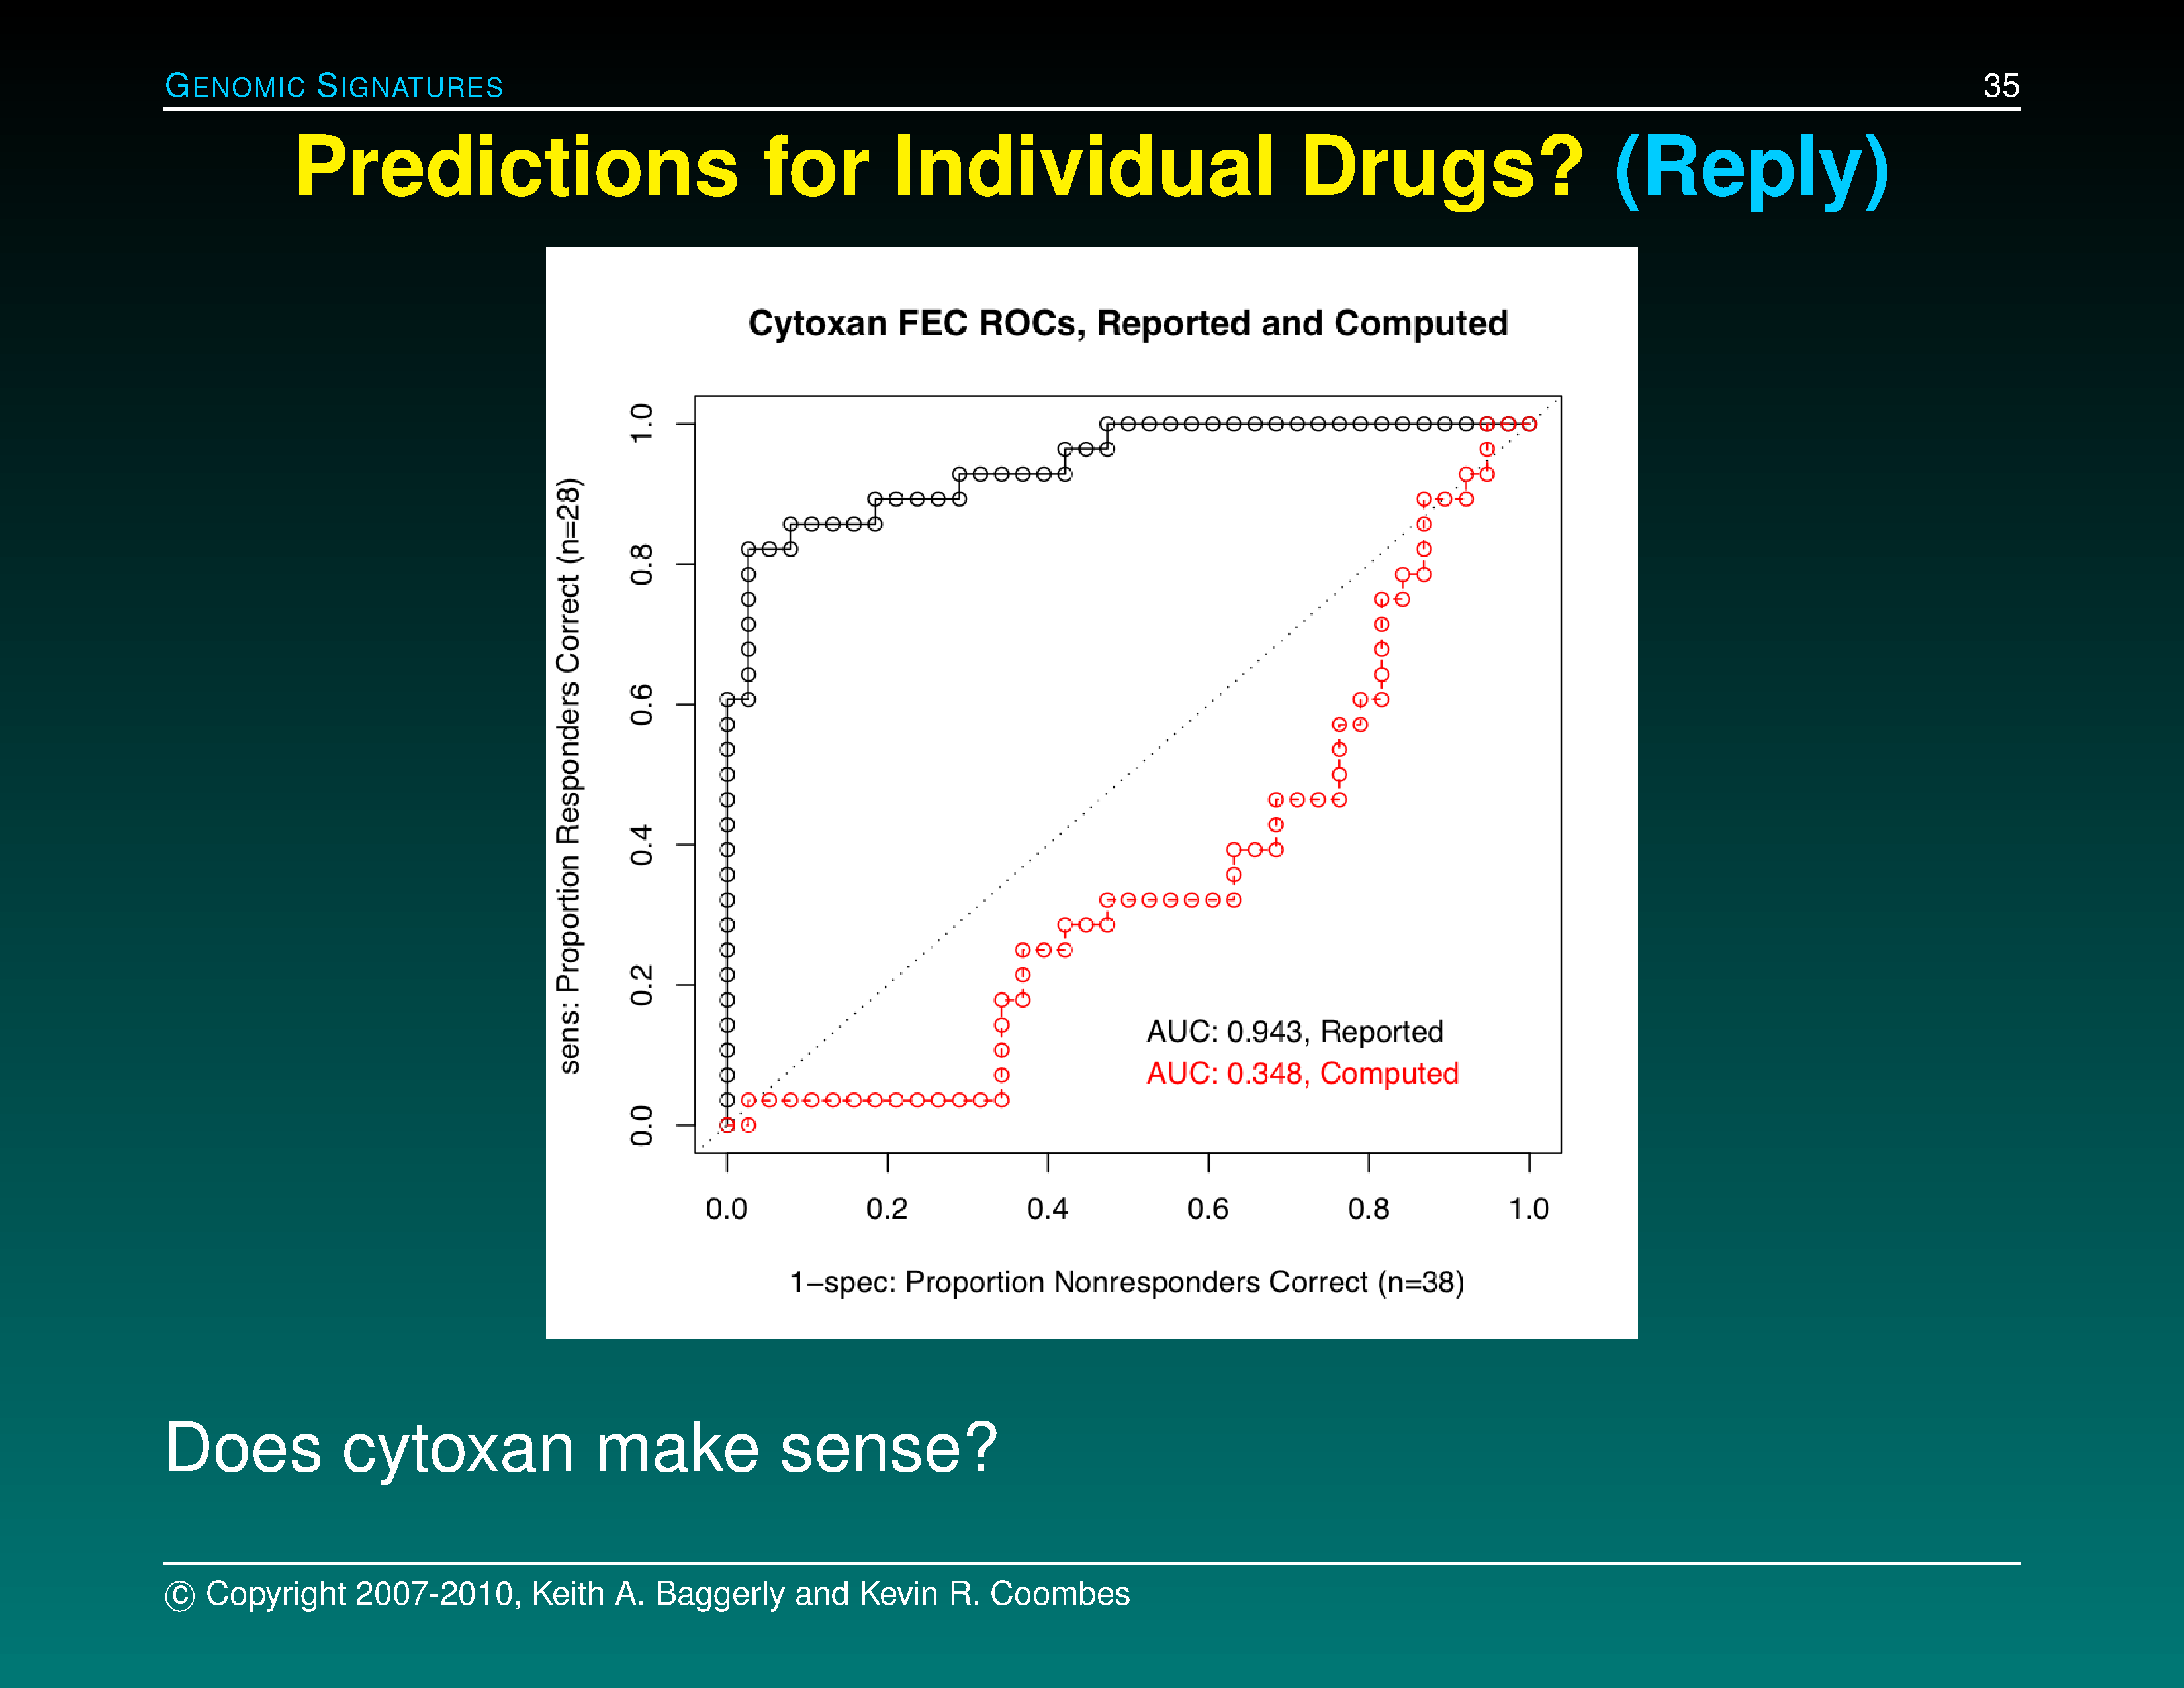 GENOMIC SIGNATURES 35
Predictions for Individual Drugs? (Reply)
Cytoxan FEC ROCs, Reported and Computed
sens: Proportion Responders Correct (n=28)
1.0
0.8
0.6
0.4
0.2
0.0
AUC: 0.943, Reported
AUC: 0.348, Computed
0.0 0.2 0.4 0.6 0.8 1.0
1−spec: Proportion Nonresponders Correct (n=38)
Does cytoxan make sense?
© Copyright 2007-2010, Keith A. Baggerly and Kevin R. Coombes